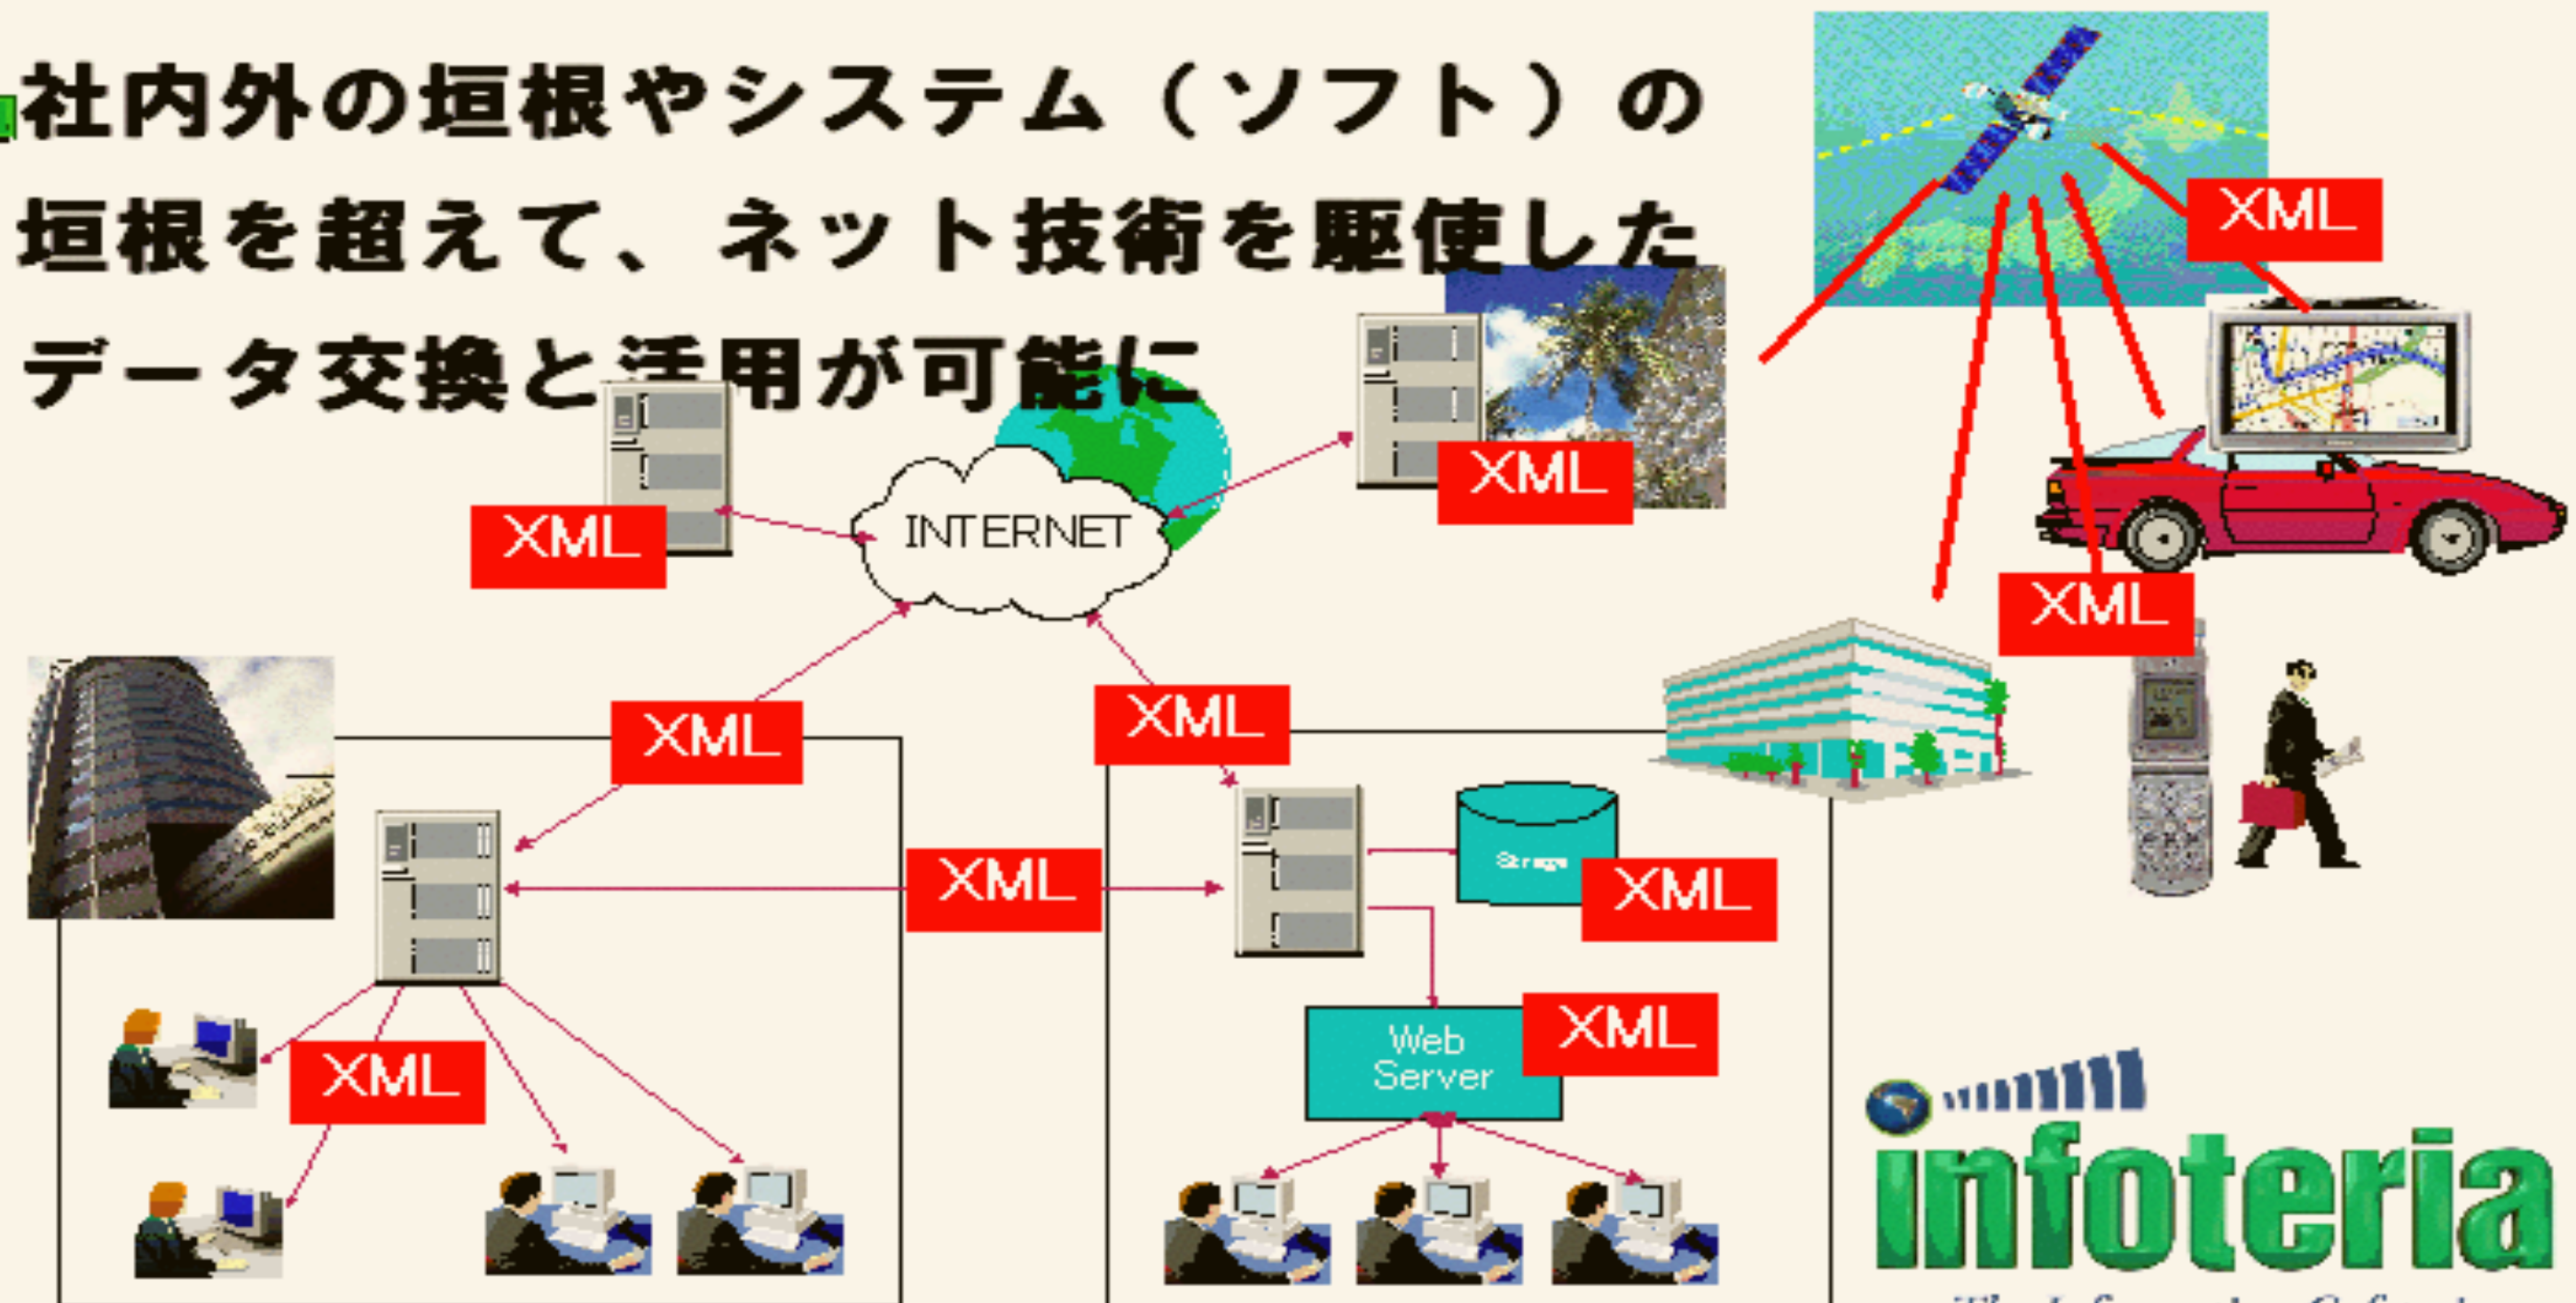 社内外の垣根やシステム（ソフト）の
垣根を超えて、ネット技術を駆使した
データ交換と活用が可能に
XML
XML
XML
INTERNET
XML
XML
XML
XML
XML
Storage
XML
Web
Server
XML
XML
infoteria